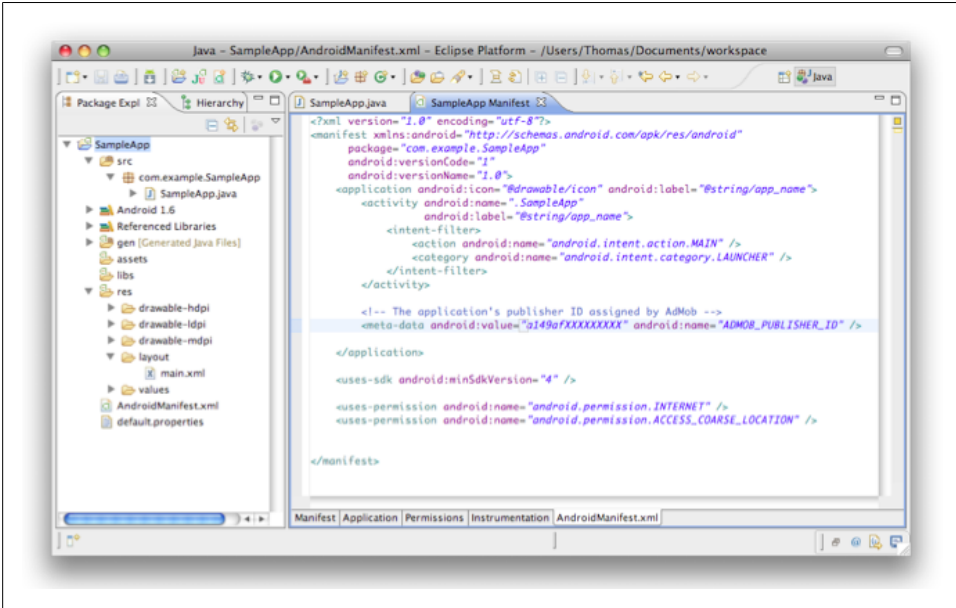 Java – SampleApp/AndroidManifest.xml – Eclipse Platform – /Users/Thomas/Documents/workspace
Java
Package Expl
Hierarchy
SampleApp
src
com.example.SampleApp
SampleApp.java
Android 1.6
Referenced Libraries
gen [Generated Java Files]
assets
libs
res
drawable-hdpi
drawable-ldpi
drawable-mdpi
layout
main.xml
values
AndroidManifest.xml
default.properties
SampleApp.java
SampleApp Manifest
<?xml version="1.0" encoding="utf-8"?>
<manifest xmlns:android="http://schemas.android.com/apk/res/android"
package="com.example.SampleApp"
android:versionCode="1"
android:versionName="1.0">
<application android:icon="@drawable/icon" android:label="@string/app_name">
<activity android:name=".SampleApp"
android:label="@string/app_name">
<intent-filter>
<action android:name="android.intent.action.MAIN" />
<category android:name="android.intent.category.LAUNCHER" />
</intent-filter>
</activity>
<!-- The application's publisher ID assigned by AdMob -->
<meta-data android:value="a149afXXXXXXXXX" android:name="ADMOB_PUBLISHER_ID" />
</application>
<uses-sdk android:minSdkVersion="4" />
<uses-permission android:name="android.permission.INTERNET" />
<uses-permission android:name="android.permission.ACCESS_COARSE_LOCATION" />
</manifest>
Manifest Application Permissions Instrumentation AndroidManifest.xml